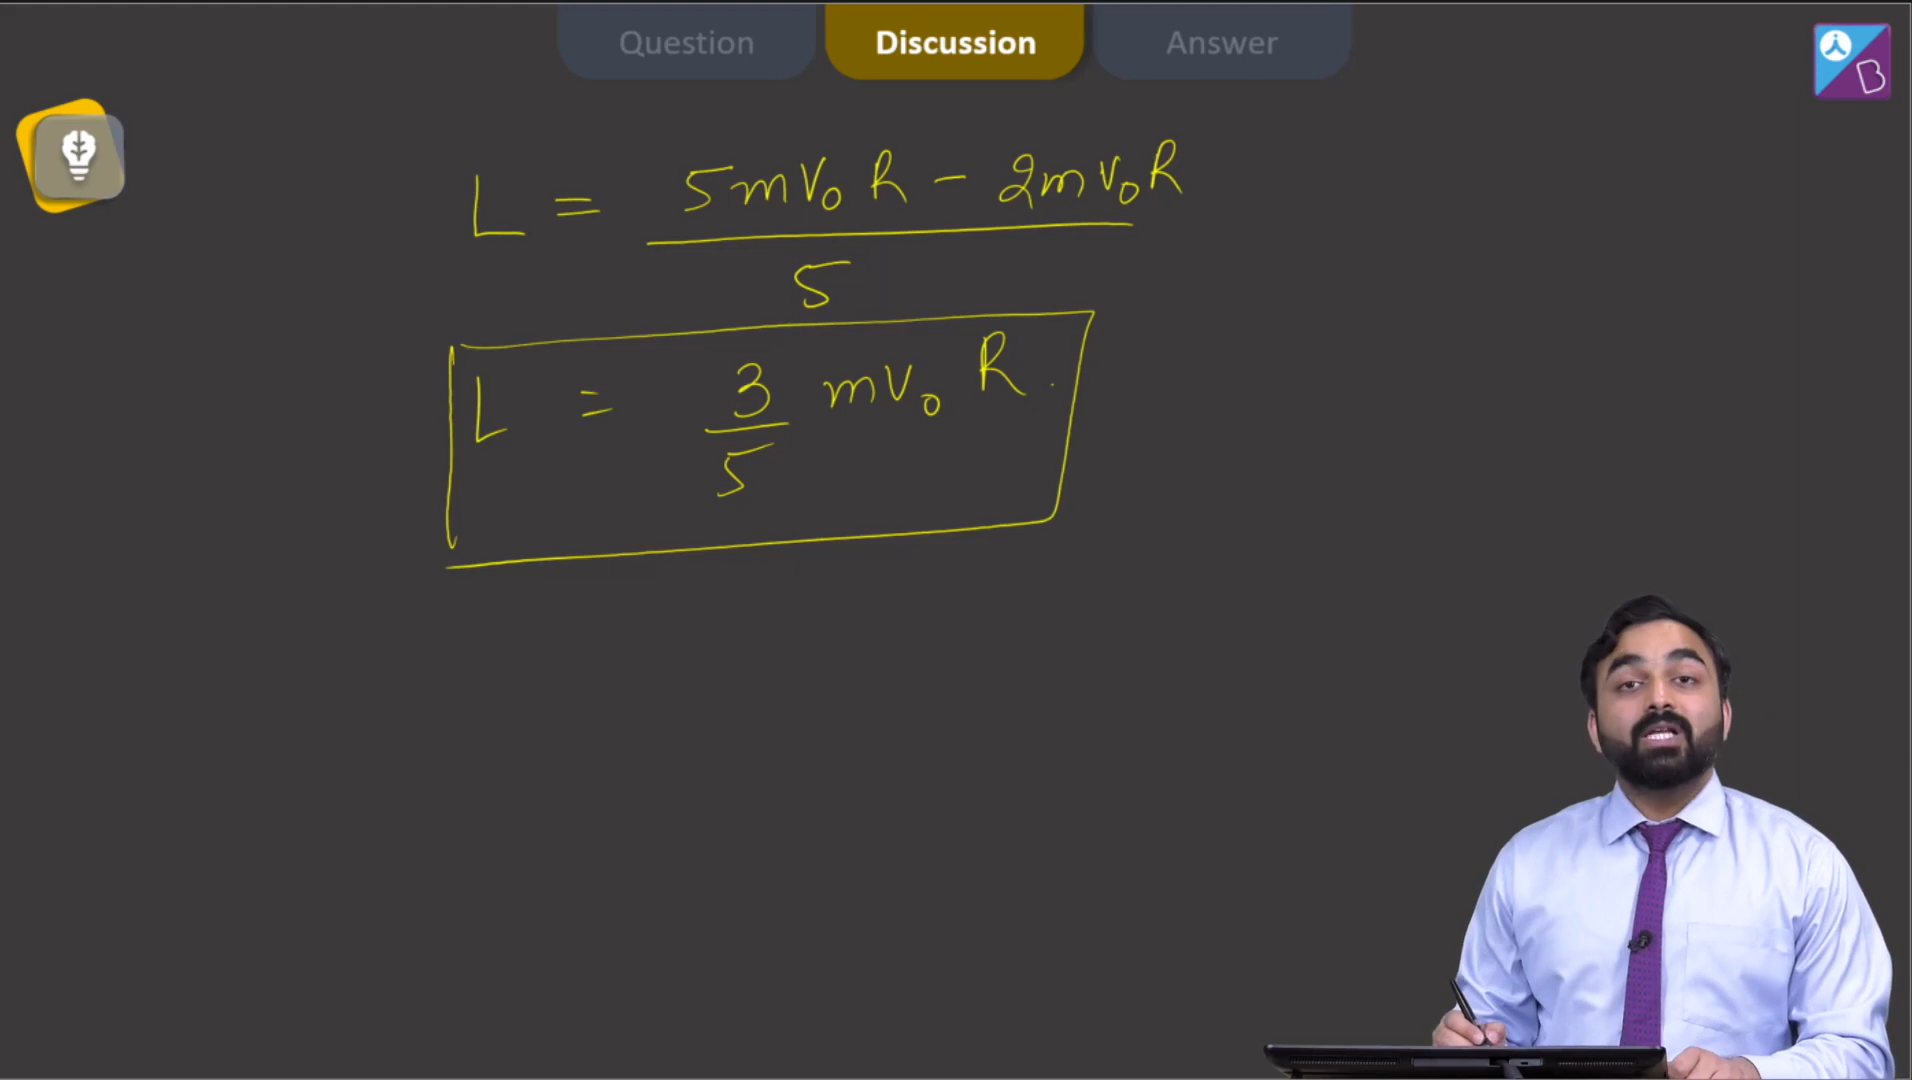 Question Discussion Answer
B
L = 5mv₀R - 2mv₀R
5
L = 3/5 mv₀ R.